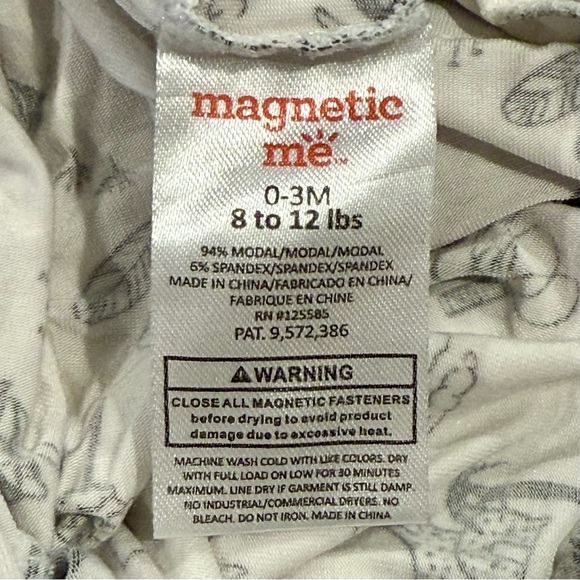 magnetic
me™
0-3M
8 to 12 lbs
94% MODAL/MODAL/MODAL
6% SPANDEX/SPANDEX/SPANDEX
MADE IN CHINA/FABRICADO EN CHINA/
FABRIQUE EN CHINE
RN #125585
PAT. 9,572,386
⚠WARNING
CLOSE ALL MAGNETIC FASTENERS
before drying to avoid product
damage due to excessive heat.
MACHINE WASH COLD WITH LIKE COLORS. DRY
WITH FULL LOAD ON LOW FOR 30 MINUTES
MAXIMUM. LINE DRY IF GARMENT IS STILL DAMP.
NO INDUSTRIAL/COMMERCIAL DRYERS. NO
BLEACH. DO NOT IRON. MADE IN CHINA